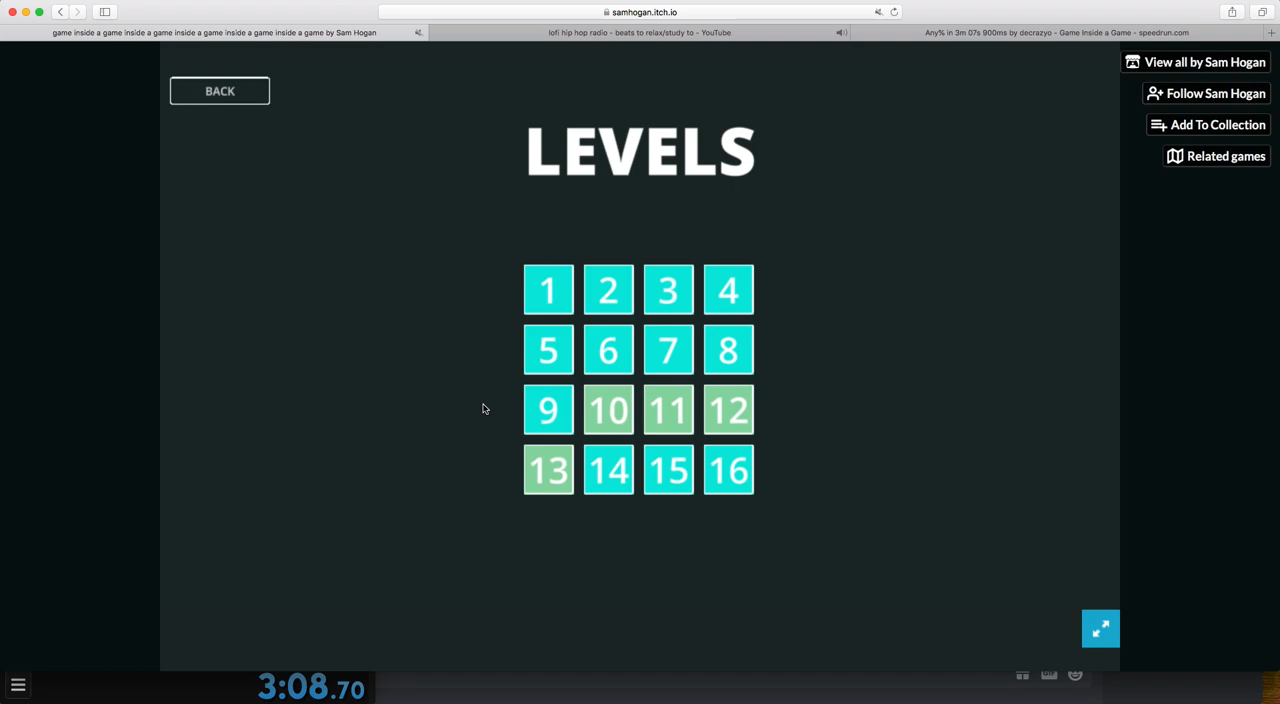 samhogan.itch.io
game inside a game inside a game inside a game inside a game inside a game by Sam Hogan
lofi hip hop radio - beats to relax/study to - YouTube
Any% in 3m 07s 900ms by decrazyo - Game Inside a Game - speedrun.com
View all by Sam Hogan
Follow Sam Hogan
Add To Collection
Related games
BACK
LEVELS
1 2 3 4
5 6 7 8
9 10 11 12
13 14 15 16
3:08.70
GIF